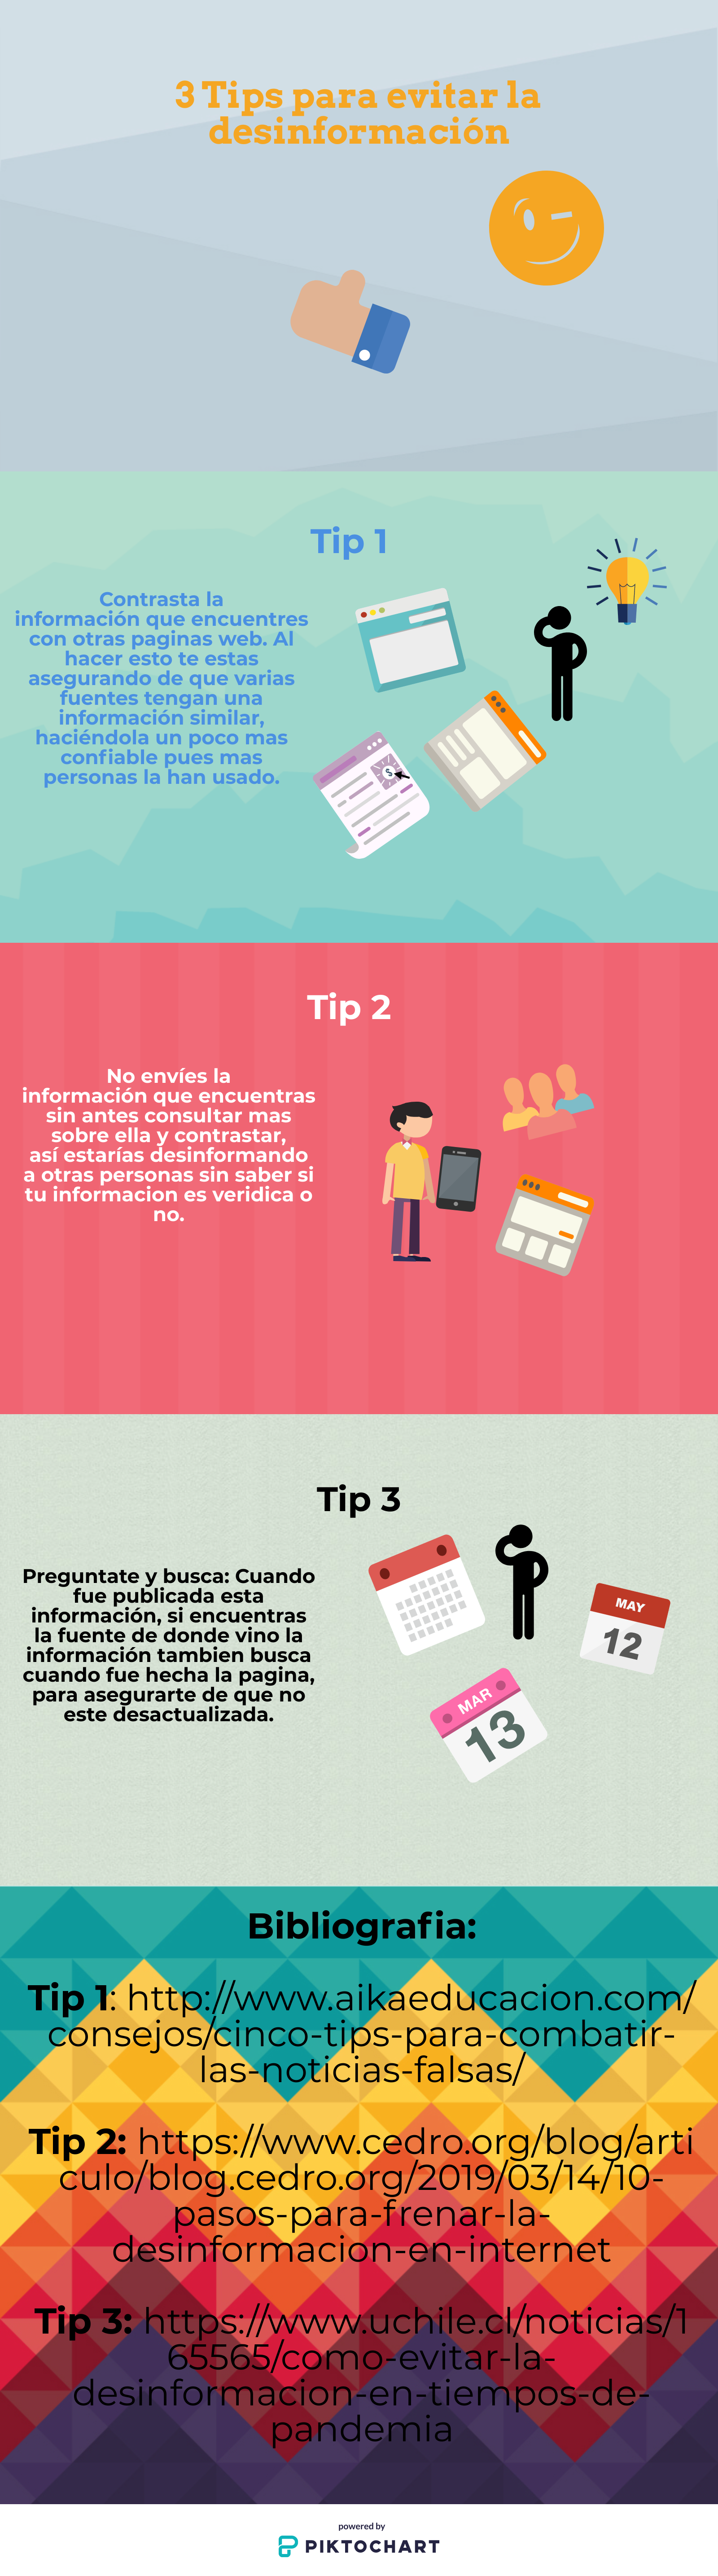 3 Tips para evitar la
desinformación
Tip 1
Contrasta la
información que encuentres
con otras paginas web. Al
hacer esto te estas
asegurando de que varias
fuentes tengan una
información similar,
haciéndola un poco mas
confiable pues mas
personas la han usado.
$
Tip 2
No envíes la
información que encuentras
sin antes consultar mas
sobre ella y contrastar,
así estarías desinformando
a otras personas sin saber si
tu informacion es veridica o
no.
Tip 3
Preguntate y busca: Cuando
fue publicada esta
información, si encuentras
la fuente de donde vino la
información tambien busca
cuando fue hecha la pagina,
para asegurarte de que no
este desactualizada.
MAY
12
MAR
13
Bibliografia:
Tip 1: http://www.aikaeducacion.com/
consejos/cinco-tips-para-combatir-
las-noticias-falsas/
Tip 2: https://www.cedro.org/blog/arti
culo/blog.cedro.org/2019/03/14/10-
pasos-para-frenar-la-
desinformacion-en-internet
Tip 3: https://www.uchile.cl/noticias/1
65565/como-evitar-la-
desinformacion-en-tiempos-de-
pandemia
powered by
PIKTOCHART